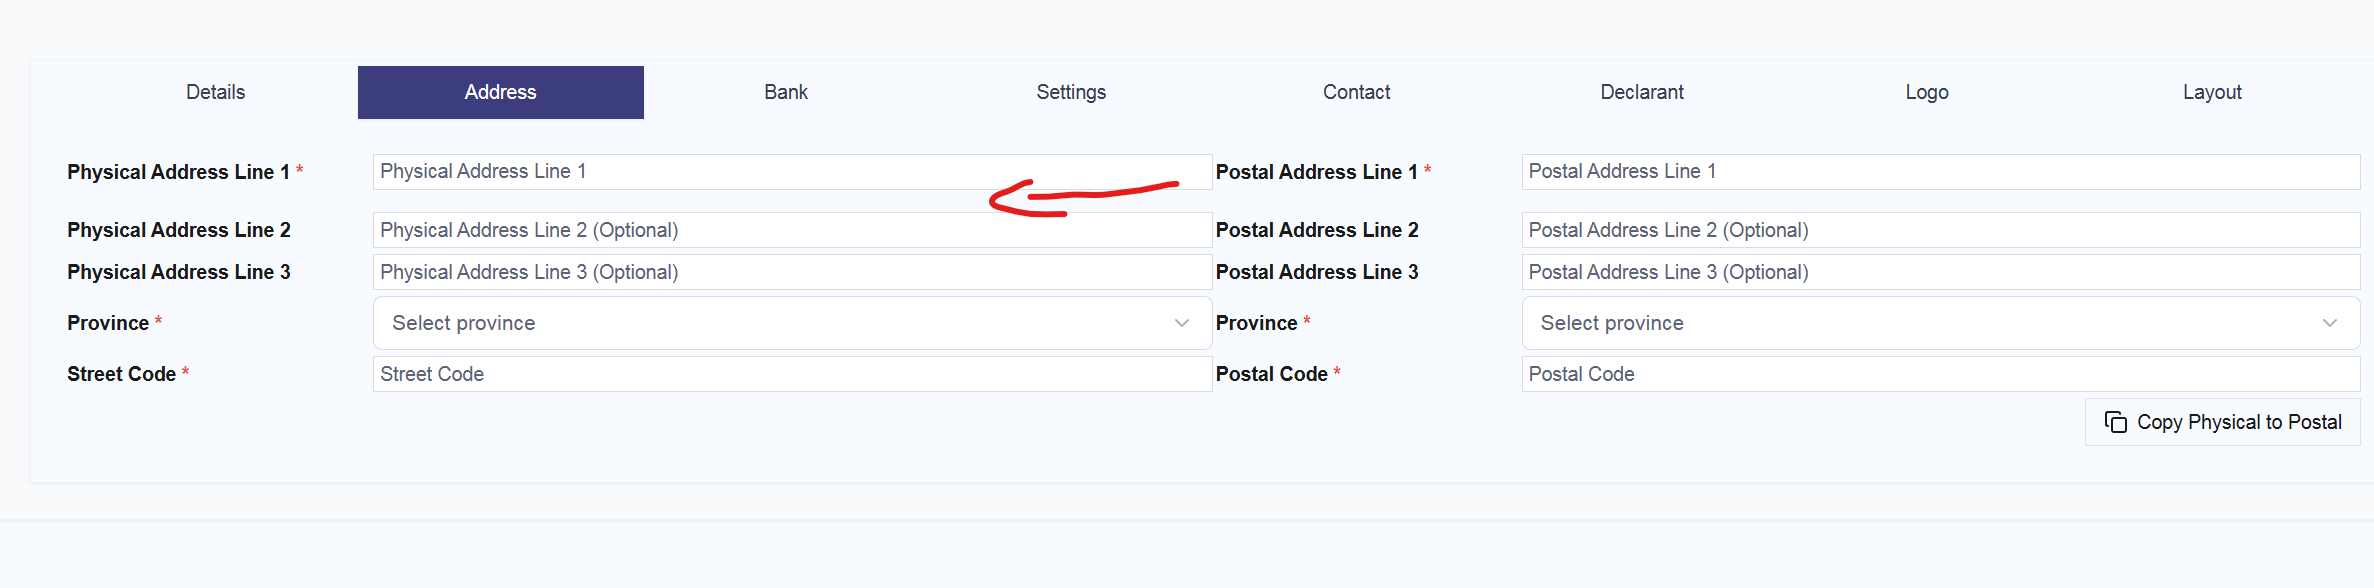 Details Address Bank Settings Contact Declarant Logo Layout
Physical Address Line 1 * Physical Address Line 1 Postal Address Line 1 * Postal Address Line 1
Physical Address Line 2 Physical Address Line 2 (Optional) Postal Address Line 2 Postal Address Line 2 (Optional)
Physical Address Line 3 Physical Address Line 3 (Optional) Postal Address Line 3 Postal Address Line 3 (Optional)
Province * Select province Province * Select province
Street Code * Street Code Postal Code * Postal Code
Copy Physical to Postal